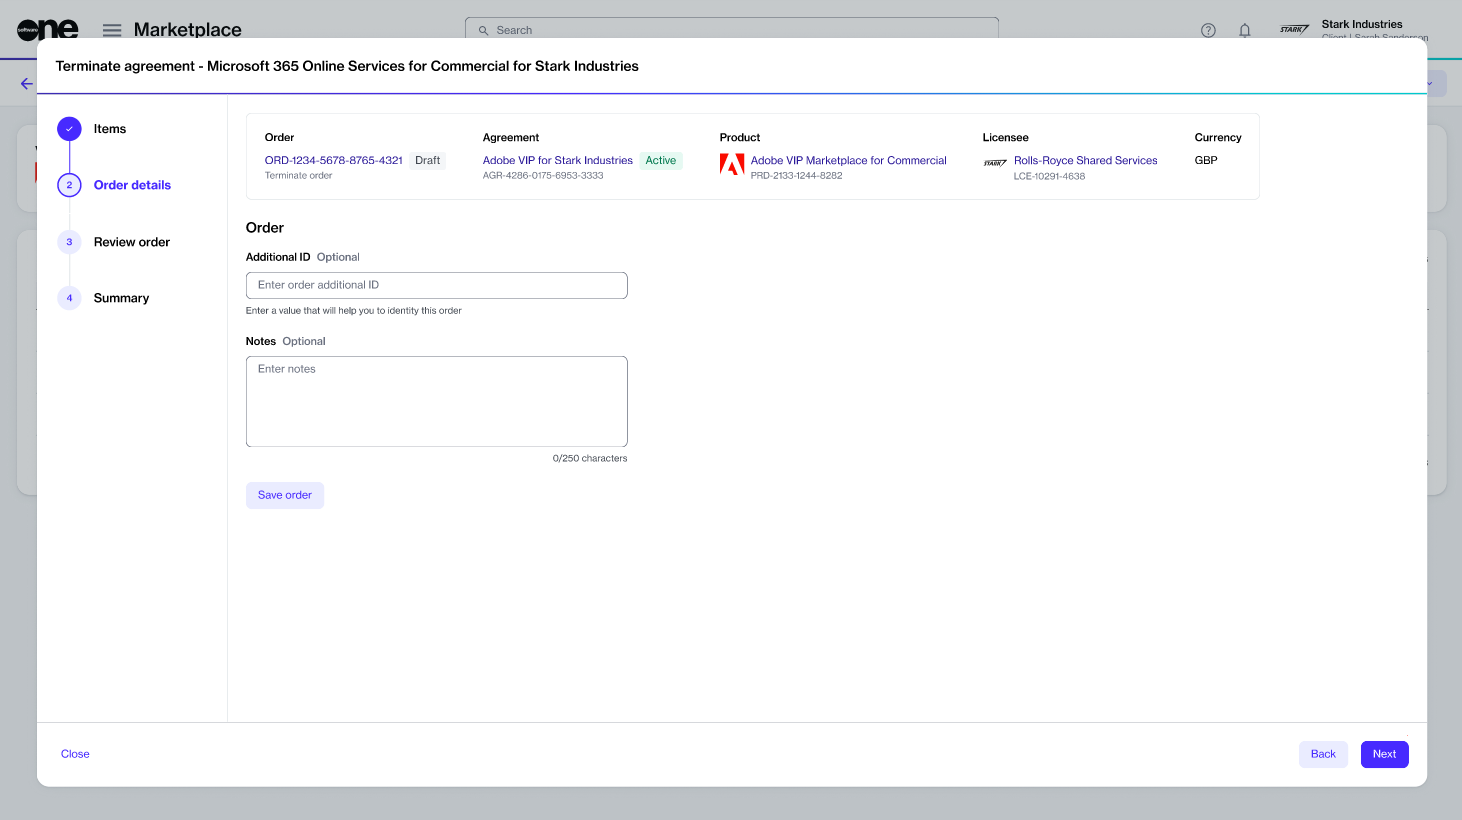 software one
Marketplace
Search
Stark Industries
Client | Sarah Sanderson
STARK
Terminate agreement - Microsoft 365 Online Services for Commercial for Stark Industries
Items
2 Order details
3 Review order
4 Summary
Order Agreement Product Licensee Currency
ORD-1234-5678-8765-4321 Draft Adobe VIP for Stark Industries Active Adobe VIP Marketplace for Commercial STARK Rolls-Royce Shared Services GBP
Terminate order AGR-4286-0175-6953-3333 PRD-2133-1244-8282 LCE-10291-4638
Order
Additional ID Optional
Enter order additional ID
Enter a value that will help you to identity this order
Notes Optional
Enter notes
0/250 characters
Save order
Close Back Next